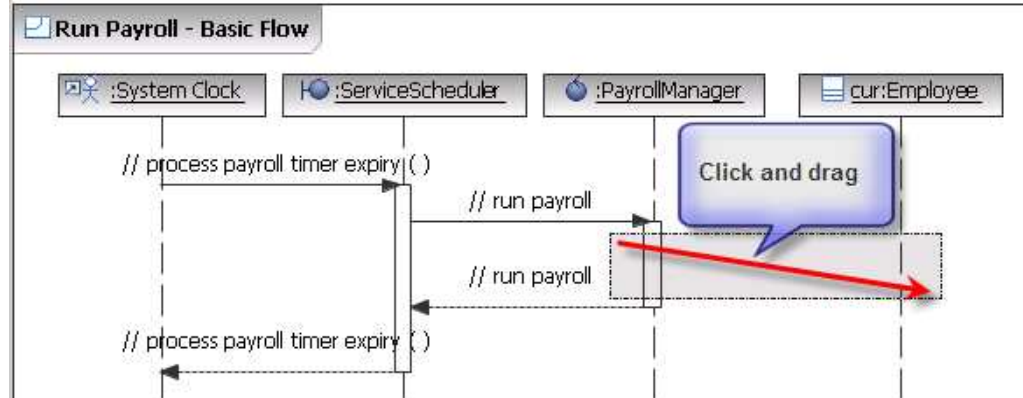 Run Payroll - Basic Flow
:System Clock
:ServiceScheduler
:PayrollManager
cur:Employee
// process payroll timer expiry ( )
Click and drag
// run payroll
// run payroll
// process payroll timer expiry ( )